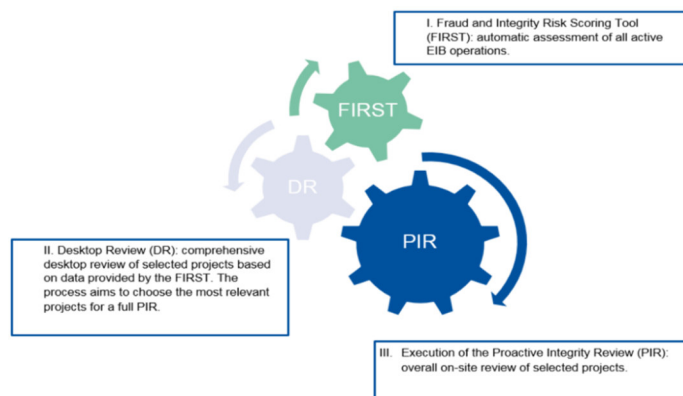 I. Fraud and Integrity Risk Scoring Tool
(FIRST): automatic assessment of all active
EIB operations.
FIRST
DR
PIR
II. Desktop Review (DR): comprehensive
desktop review of selected projects based
on data provided by the FIRST. The
process aims to choose the most relevant
projects for a full PIR.
III. Execution of the Proactive Integrity Review (PIR):
overall on-site review of selected projects.